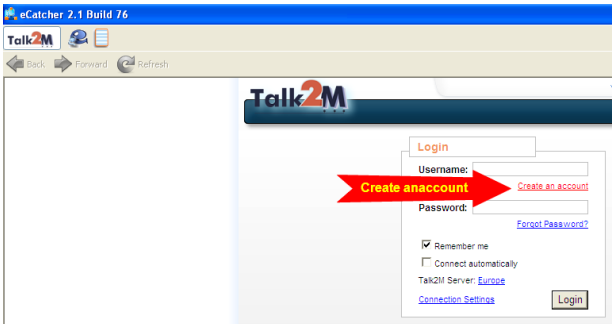 eCatcher 2.1 Build 76
Talk2M
Back Forward Refresh
Talk2M
Login
Username:
Create anaccount Create an account
Password:
Forgot Password?
Remember me
Connect automatically
Talk2M Server: Europe
Connection Settings Login